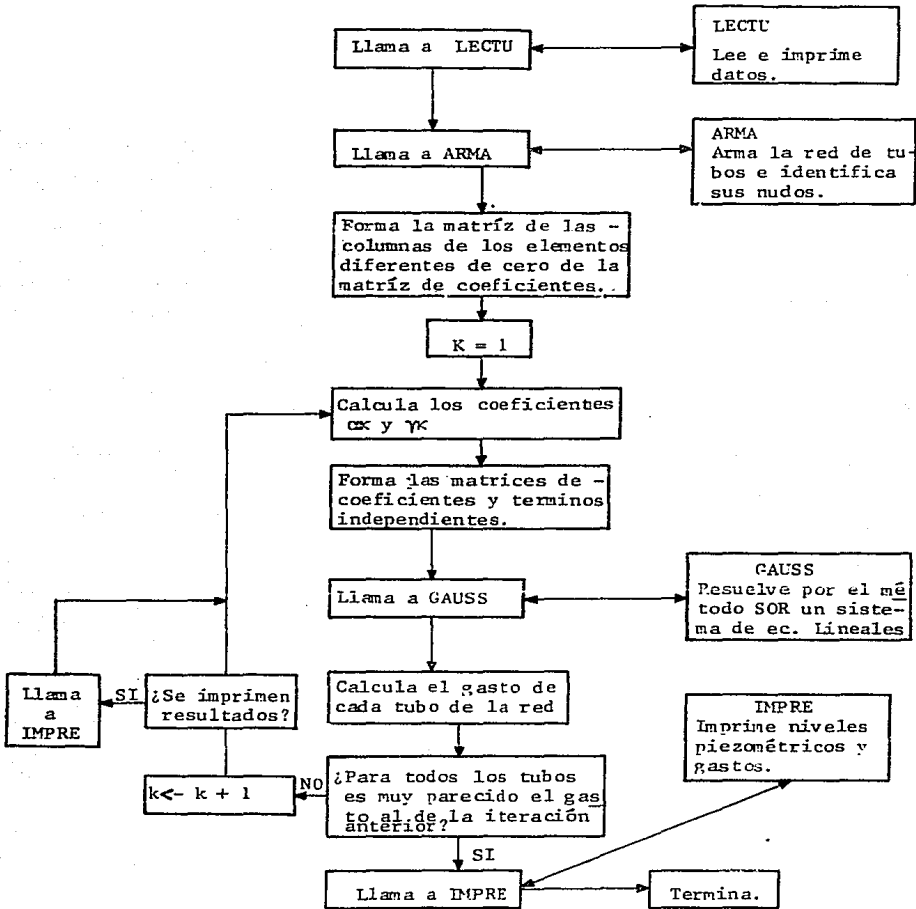 Llama a LECTU
LECTU
Lee e imprime
datos.
Llama a ARMA
ARMA
Arma la red de tu-
bos e identifica
sus nudos.
Forma la matríz de las -
columnas de los elementos
diferentes de cero de la
matríz de coeficientes.
K = 1
Calcula los coeficientes
αK y γK
Forma las matrices de -
coeficientes y terminos
independientes.
Llama a GAUSS
GAUSS
Resuelve por el mé
todo SOR un siste-
ma de ec. Lineales
Calcula el gasto de
cada tubo de la red
¿Para todos los tubos
es muy parecido el gas
to al de la iteración
anterior?
NO
k<- k + 1
¿Se imprimen
resultados?
SI
Llama
a
IMPRE
SI
Llama a IMPRE
IMPRE
Imprime niveles
piezométricos y
gastos.
Termina.